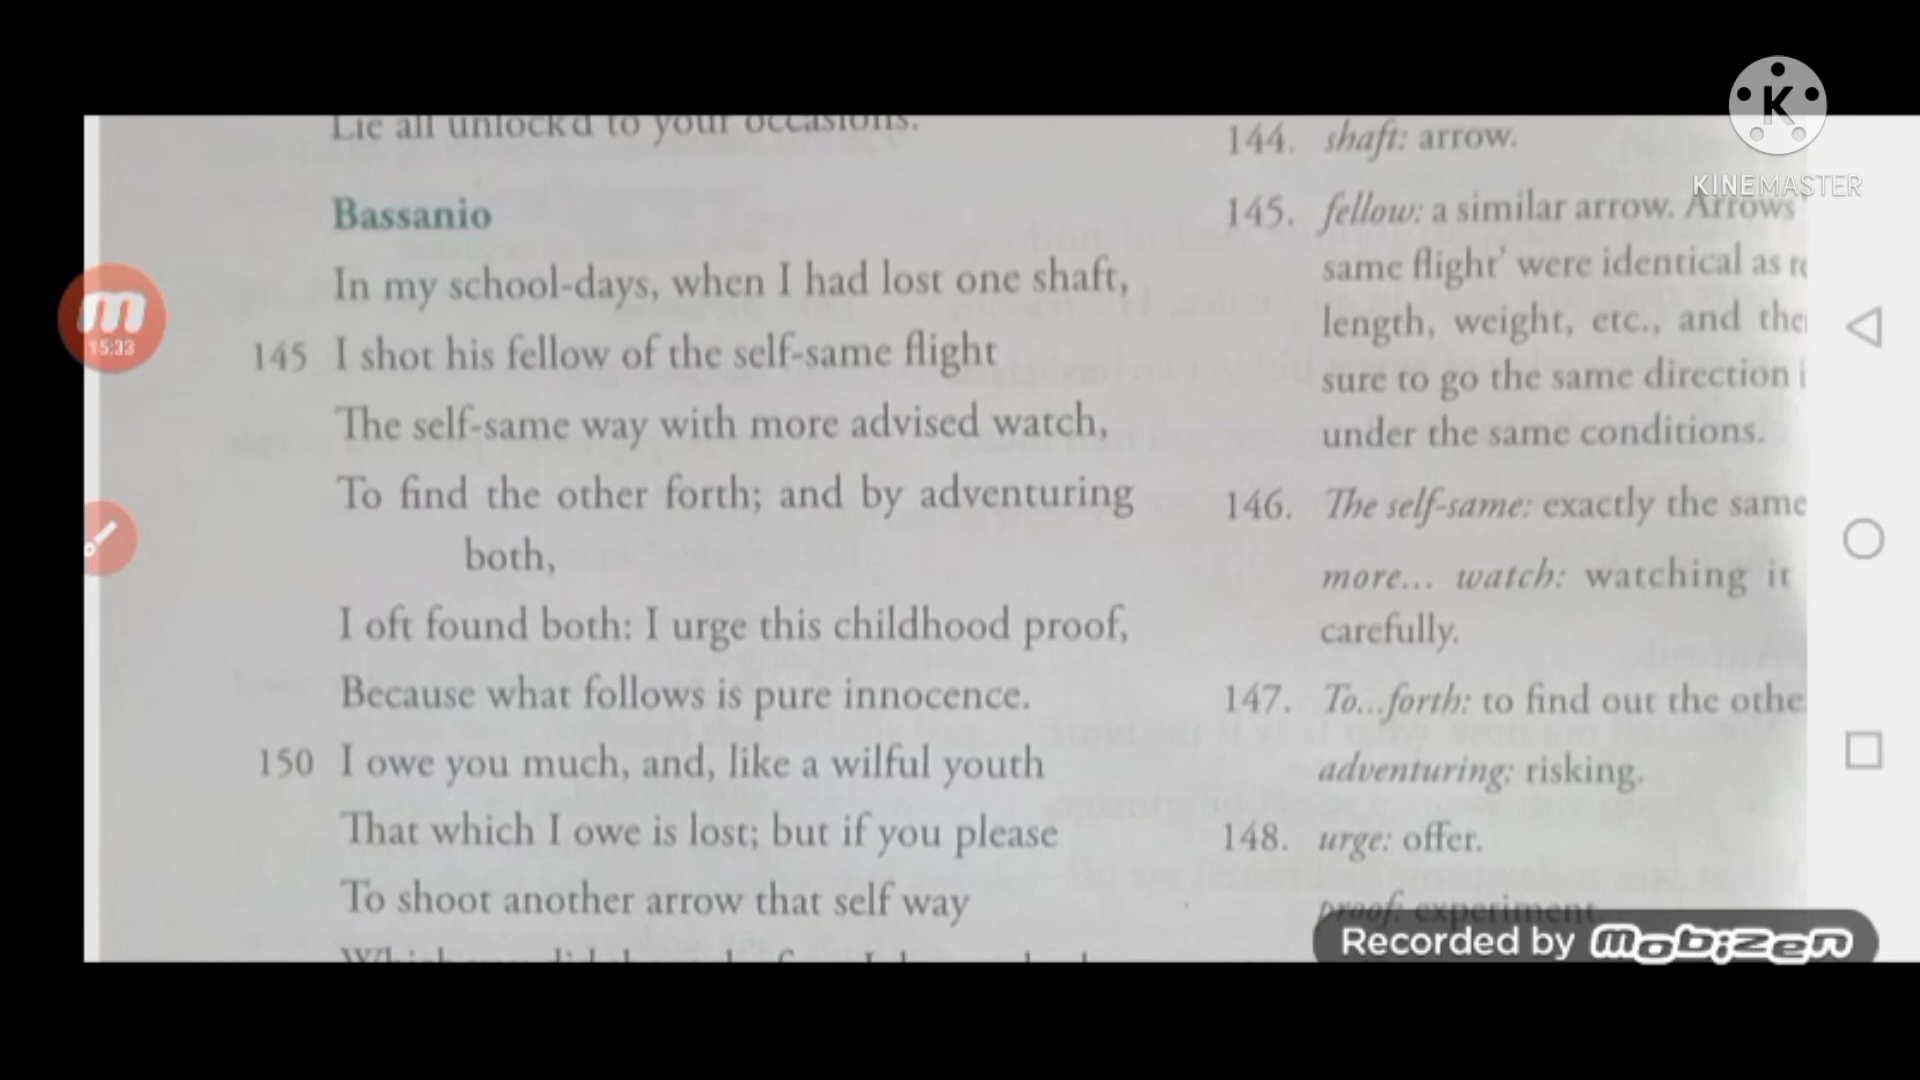 Lie all unlock'd to your occasions.
Bassanio
In my school-days, when I had lost one shaft,
145 I shot his fellow of the self-same flight
The self-same way with more advised watch,
To find the other forth; and by adventuring
both,
I oft found both: I urge this childhood proof,
Because what follows is pure innocence.
150 I owe you much, and, like a wilful youth
That which I owe is lost; but if you please
To shoot another arrow that self way
144. shaft: arrow.
145. fellow: a similar arrow. Arrows
same flight' were identical as
length, weight, etc., and
sure to go the same direction
under the same conditions.
146. The self-same: exactly the same
more... watch: watching it
carefully.
147. To...forth: to find out the
adventuring: risking.
148. urge: offer.
proof: experiment
K
KINEMASTER
m
15:33
Recorded by mobizen